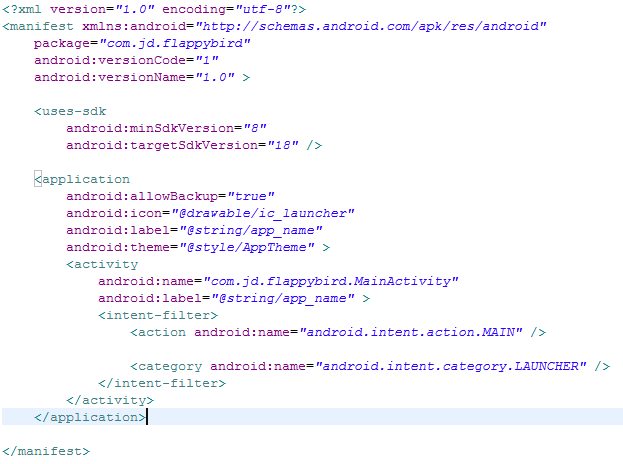 <?xml version="1.0" encoding="utf-8"?>
<manifest xmlns:android="http://schemas.android.com/apk/res/android"
    package="com.jd.flappybird"
    android:versionCode="1"
    android:versionName="1.0" >

    <uses-sdk
        android:minSdkVersion="8"
        android:targetSdkVersion="18" />

    <application
        android:allowBackup="true"
        android:icon="@drawable/ic_launcher"
        android:label="@string/app_name"
        android:theme="@style/AppTheme" >
        <activity
            android:name="com.jd.flappybird.MainActivity"
            android:label="@string/app_name" >
            <intent-filter>
                <action android:name="android.intent.action.MAIN" />

                <category android:name="android.intent.category.LAUNCHER" />
            </intent-filter>
        </activity>
    </application>

</manifest>